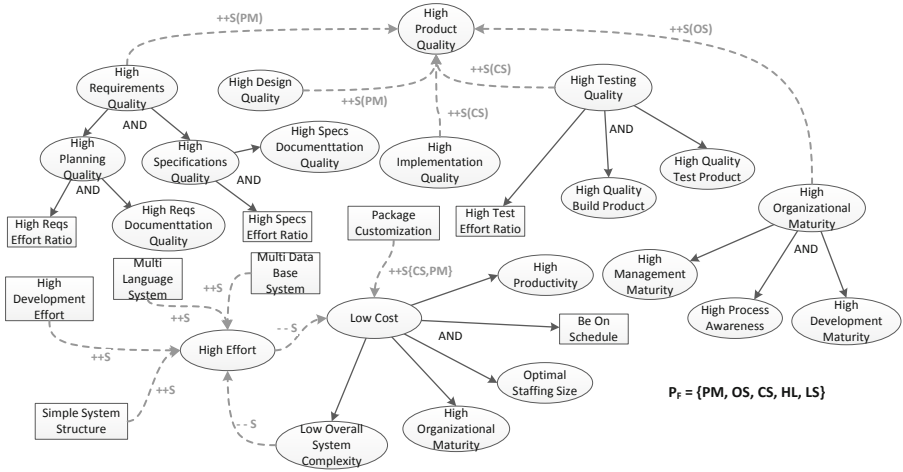 High
Product
Quality
++S(PM)
++S(OS)
++S(CS)
High
Requirements
Quality
High Design
Quality
++S(PM)
++S(CS)
High Testing
Quality
AND
AND
High
Planning
Quality
High
Specifications
Quality
High Specs
Documenttation
Quality
High
Implementation
Quality
High Quality
Test Product
AND
AND
High Quality
Build Product
High Reqs
Effort Ratio
High Reqs
Documenttation
Quality
High Specs
Effort Ratio
Package
Customization
High Test
Effort Ratio
High
Organizational
Maturity
AND
Multi
Language
System
Multi Data
Base
System
++S{CS,PM}
High
Productivity
High
Management
Maturity
High
Development
Effort
++S
++S
++S
High Process
Awareness
High
Development
Maturity
Low Cost
Be On
Schedule
AND
High Effort
-- S
++S
Optimal
Staffing Size
PF = {PM, OS, CS, HL, LS}
Simple System
Structure
-- S
Low Overall
System
Complexity
High
Organizational
Maturity